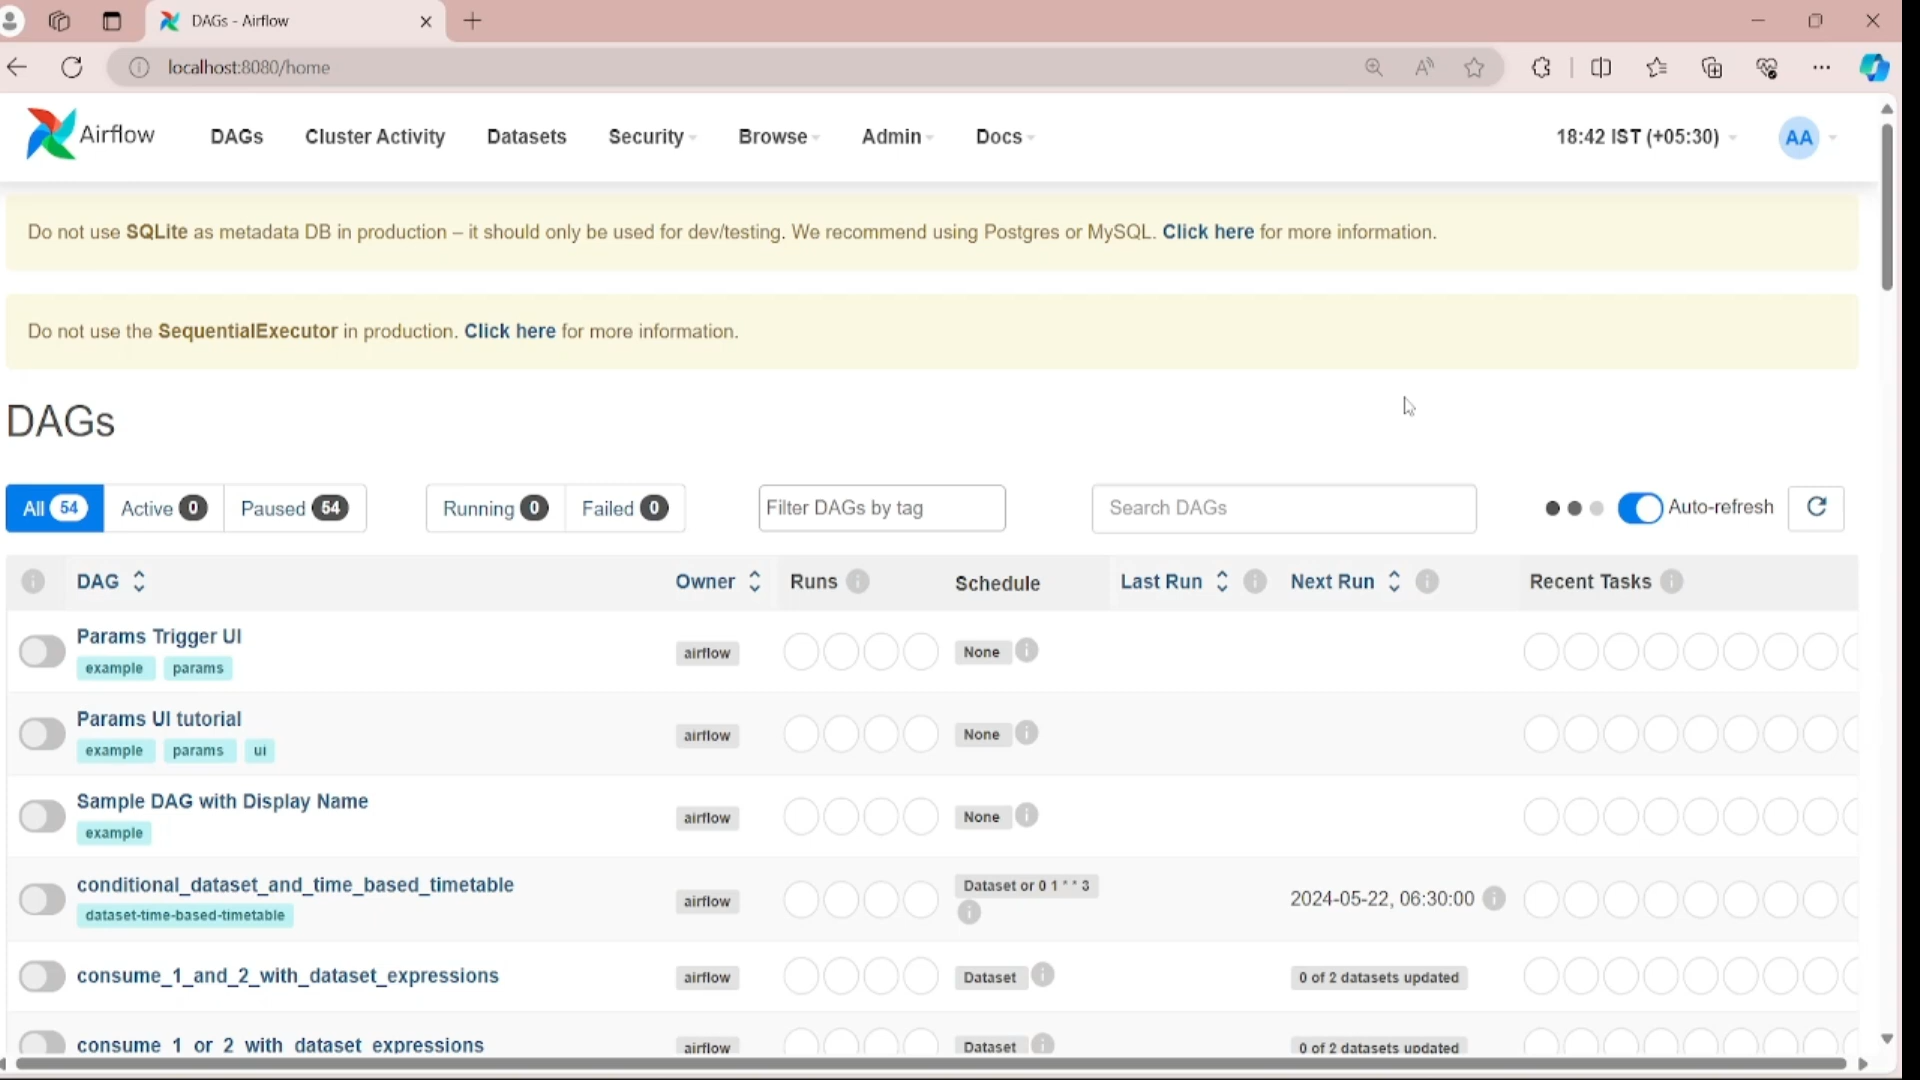 DAGs - Airflow
localhost:8080/home
Airflow DAGs Cluster Activity Datasets Security Browse Admin Docs 18:42 IST (+05:30) AA
Do not use SQLite as metadata DB in production – it should only be used for dev/testing. We recommend using Postgres or MySQL. Click here for more information.
Do not use the SequentialExecutor in production. Click here for more information.
DAGs
All 54 Active 0 Paused 54 Running 0 Failed 0 Filter DAGs by tag Search DAGs Auto-refresh
DAG Owner Runs Schedule Last Run Next Run Recent Tasks
Params Trigger UI
example params airflow None
Params UI tutorial
example params ui airflow None
Sample DAG with Display Name
example airflow None
conditional_dataset_and_time_based_timetable
dataset-time-based-timetable airflow Dataset or 0 1 * * 3 2024-05-22, 06:30:00
consume_1_and_2_with_dataset_expressions airflow Dataset 0 of 2 datasets updated
consume_1_or_2_with_dataset_expressions airflow Dataset 0 of 2 datasets updated